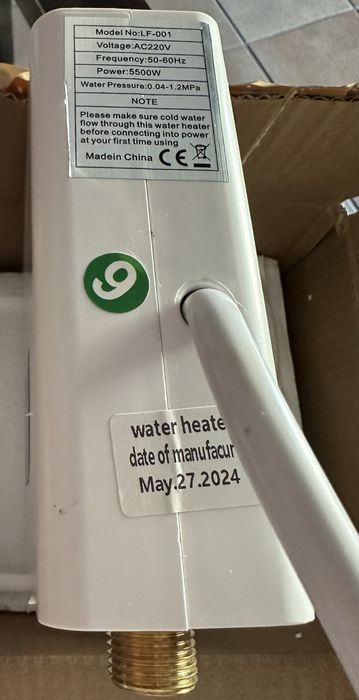 Model No:LF-001
Voltage:AC220V
Frequency:50-60Hz
Power:5500W
Water Pressure:0.04-1.2MPa
NOTE
Please make sure cold water
flow through this water heater
before connecting into power
at your first time using
Madein China CE
9
water heate
date of manufacur
May.27.2024